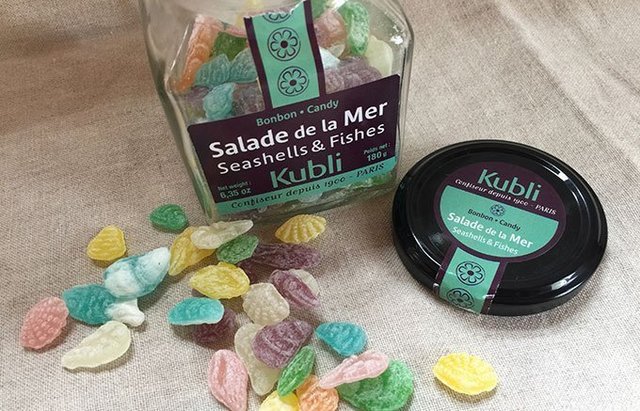 Bonbon • Candy
Salade de la Mer
Seashells & Fishes
Net weight :
6,35 oz
Poids net :
180 g
Kubli
Confiseur depuis 1900 - PARIS
Kubli
Confiseur depuis 1900 - PARIS
Bonbon • Candy
Salade de la Mer
Seashells & Fishes